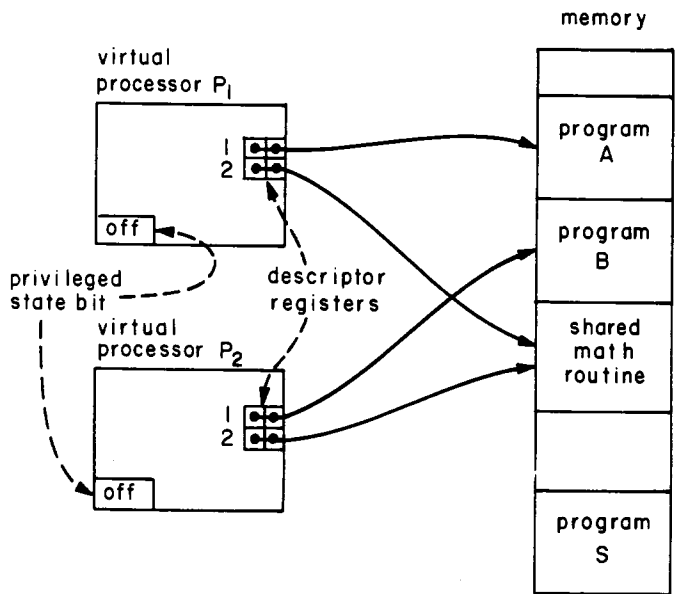 memory
virtual
processor P1
1
2
program
A
off
program
B
privileged
state bit
descriptor
registers
virtual
processor P2
shared
math
routine
1
2
off
program
S